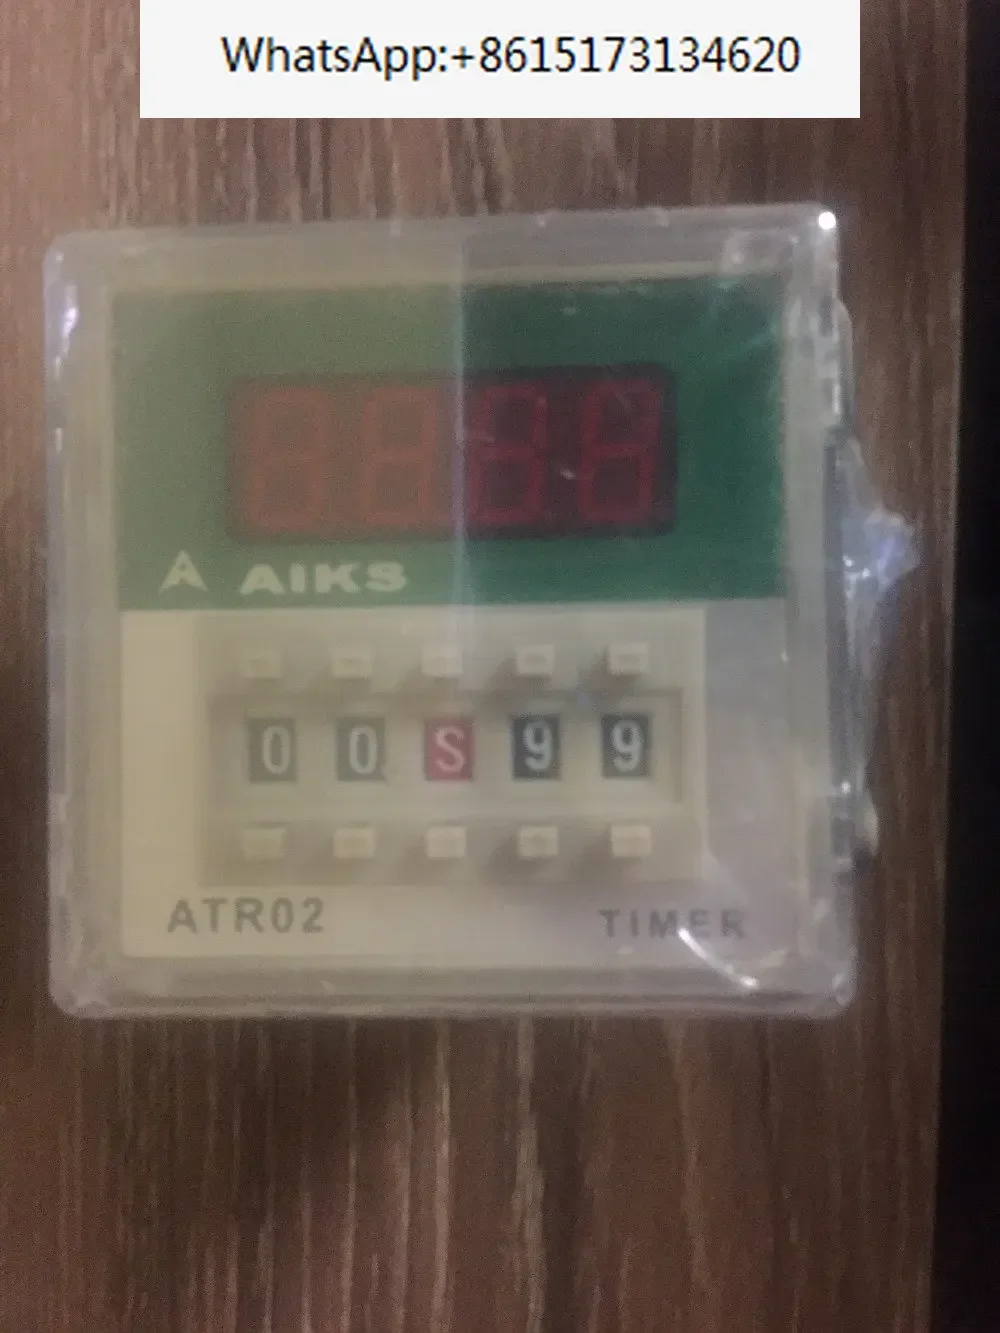 WhatsApp:+8615173134620
AIKS
0 0 S 9 9
ATR02 TIMER